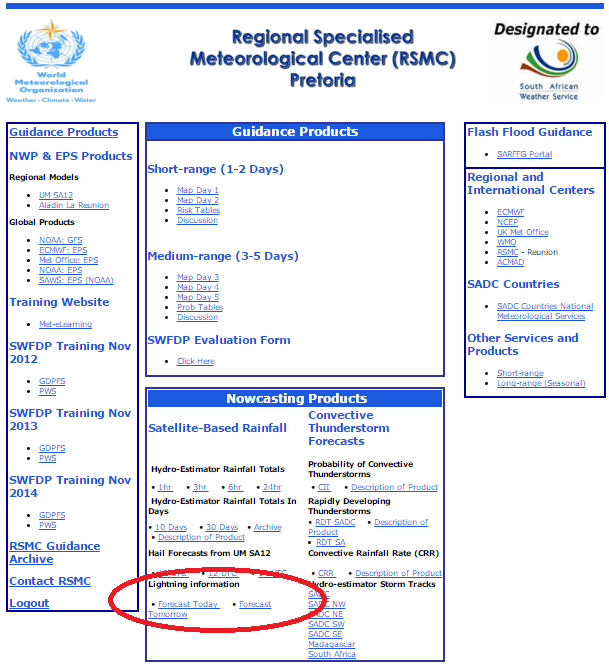 World
Meteorological
Organization
Weather · Climate · Water
Regional Specialised
Meteorological Center (RSMC)
Pretoria
Designated to
South African
Weather Service
Guidance Products
NWP & EPS Products
Regional Models
UM SA12
Aladin La Reunion
Global Products
NOAA: GFS
ECMWF: EPS
Met Office: EPS
NOAA: EPS
SAWS: EPS (NOAA)
Training Website
Met-eLearning
SWFDP Training Nov
2012
GDPFS
PWS
SWFDP Training Nov
2013
GDPFS
PWS
SWFDP Training Nov
2014
GDPFS
PWS
RSMC Guidance
Archive
Contact RSMC
Logout
Guidance Products
Short-range (1-2 Days)
Map Day 1
Map Day 2
Risk Tables
Discussion
Medium-range (3-5 Days)
Map Day 3
Map Day 4
Map Day 5
Prob Tables
Discussion
SWFDP Evaluation Form
Click Here
Nowcasting Products
Satellite-Based Rainfall
Hydro-Estimator Rainfall Totals
• 1hr • 3hr • 6hr • 24hr
Hydro-Estimator Rainfall Totals In
Days
• 10 Days • 30 Days • Archive
• Description of Product
Hail Forecasts from UM SA12
12 UTC UTC
Lightning information
• Forecast Today • Forecast
Tomorrow
Convective
Thunderstorm
Forecasts
Probability of Convective
Thunderstorms
• CII • Description of Product
Rapidly Developing
Thunderstorms
• RDT SADC • Description of
Product
• RDT SA
Convective Rainfall Rate (CRR)
• CRR • Description of Product
Hydro-estimator Storm Tracks
SADC
SADC NW
SADC NE
SADC SW
SADC SE
Madagascar
South Africa
Flash Flood Guidance
SARFFG Portal
Regional and
International Centers
ECMWF
NCEP
UK Met Office
WMO
RSMC - Reunion
ACMAD
SADC Countries
SADC Countries National
Meteorological Services
Other Services and
Products
Short-range
Long-range (Seasonal)